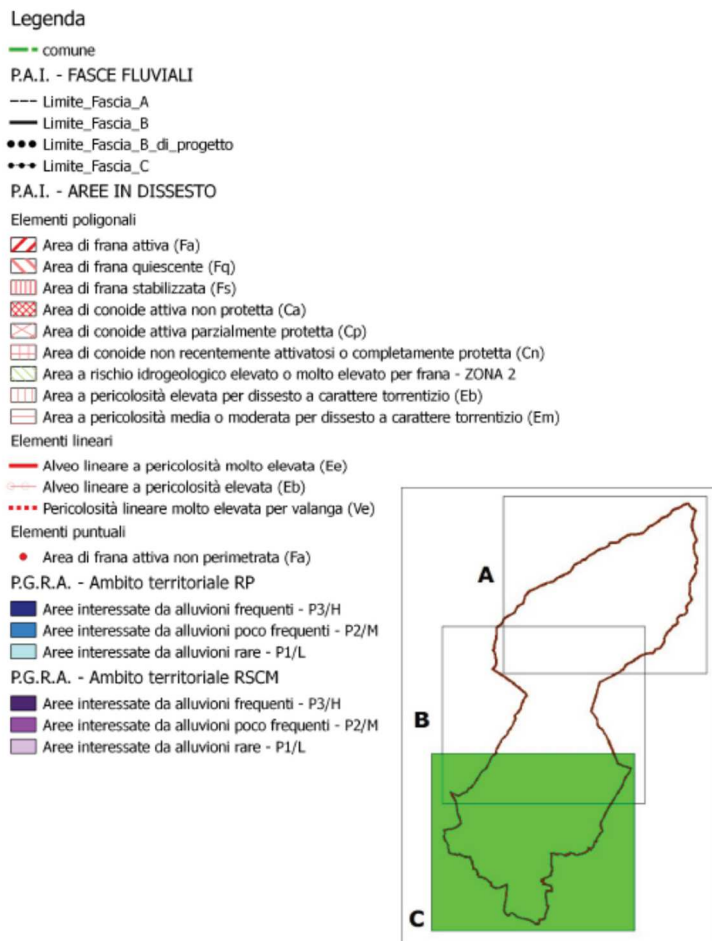 Legenda
comune
P.A.I. - FASCE FLUVIALI
Limite_Fascia_A
Limite_Fascia_B
Limite_Fascia_B_di_progetto
Limite_Fascia_C
P.A.I. - AREE IN DISSESTO
Elementi poligonali
Area di frana attiva (Fa)
Area di frana quiescente (Fq)
Area di frana stabilizzata (Fs)
Area di conoide attiva non protetta (Ca)
Area di conoide attiva parzialmente protetta (Cp)
Area di conoide non recentemente attivatosi o completamente protetta (Cn)
Area a rischio idrogeologico elevato o molto elevato per frana - ZONA 2
Area a pericolosità elevata per dissesto a carattere torrentizio (Eb)
Area a pericolosità media o moderata per dissesto a carattere torrentizio (Em)
Elementi lineari
Alveo lineare a pericolosità molto elevata (Ee)
Alveo lineare a pericolosità elevata (Eb)
Pericolosità lineare molto elevata per valanga (Ve)
Elementi puntuali
Area di frana attiva non perimetrata (Fa)
P.G.R.A. - Ambito territoriale RP
Aree interessate da alluvioni frequenti - P3/H
Aree interessate da alluvioni poco frequenti - P2/M
Aree interessate da alluvioni rare - P1/L
P.G.R.A. - Ambito territoriale RSCM
Aree interessate da alluvioni frequenti - P3/H
Aree interessate da alluvioni poco frequenti - P2/M
Aree interessate da alluvioni rare - P1/L
A
B
C